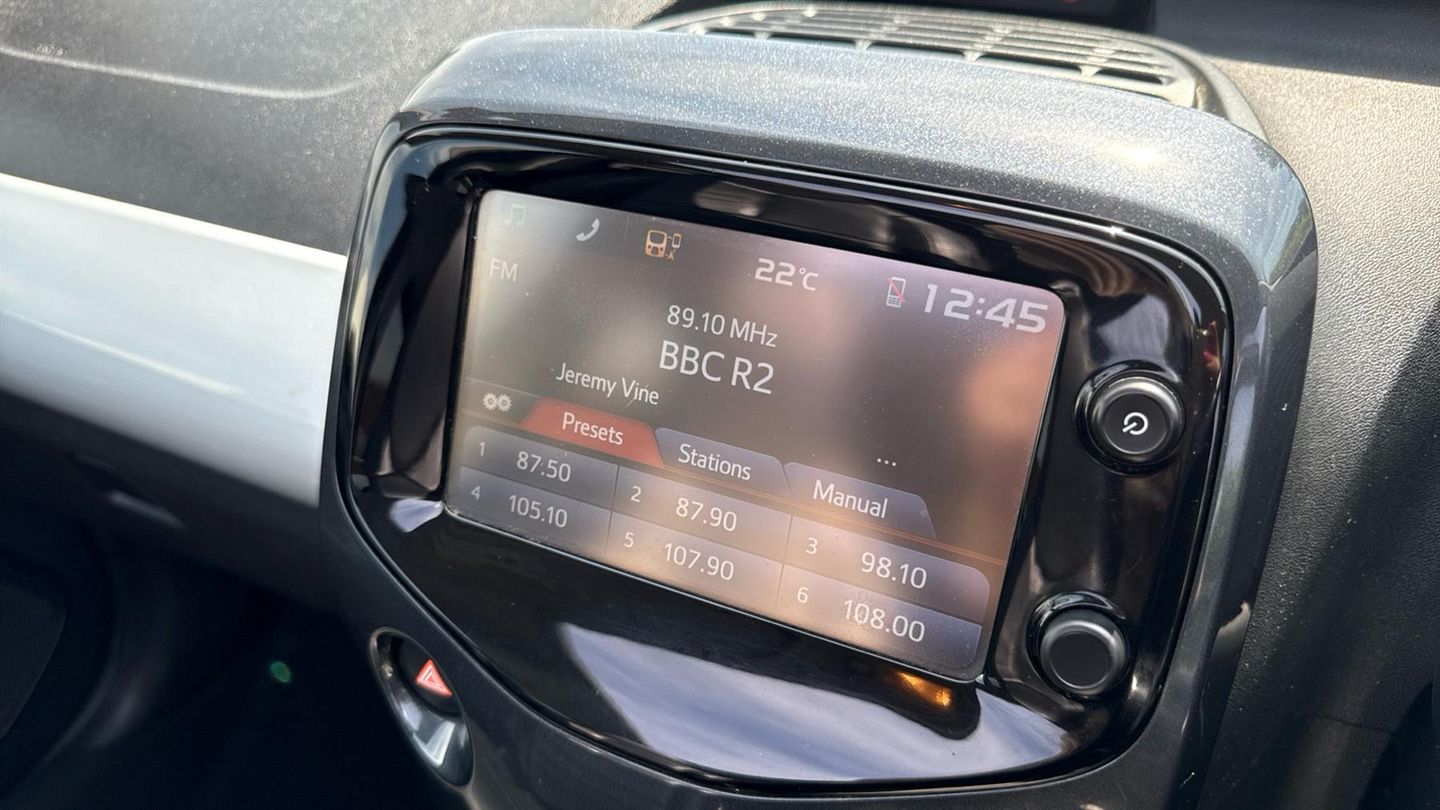 22°C
12:45
FM
89.10 MHz
BBC R2
Jeremy Vine
Presets
Stations
Manual
...
1 87.50
2 87.90
3 98.10
4 105.10
5 107.90
6 108.00